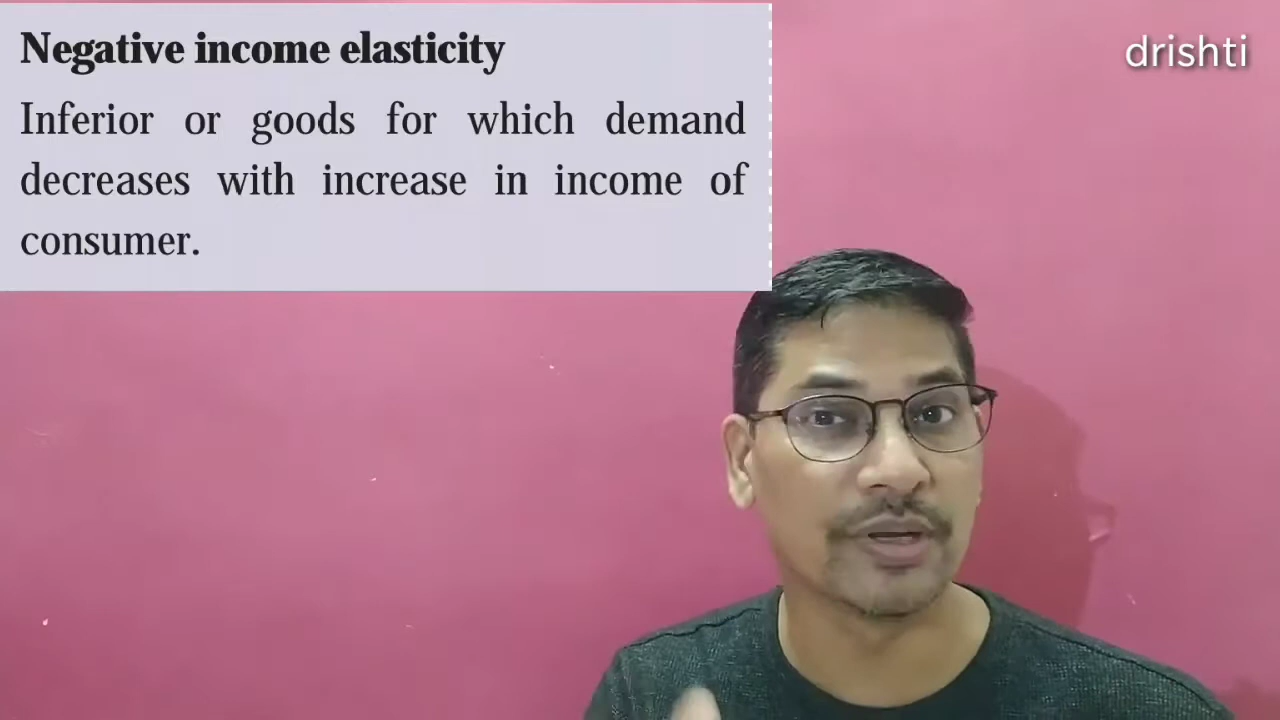 Negative income elasticity
drishti
Inferior or goods for which demand
decreases with increase in income of
consumer.